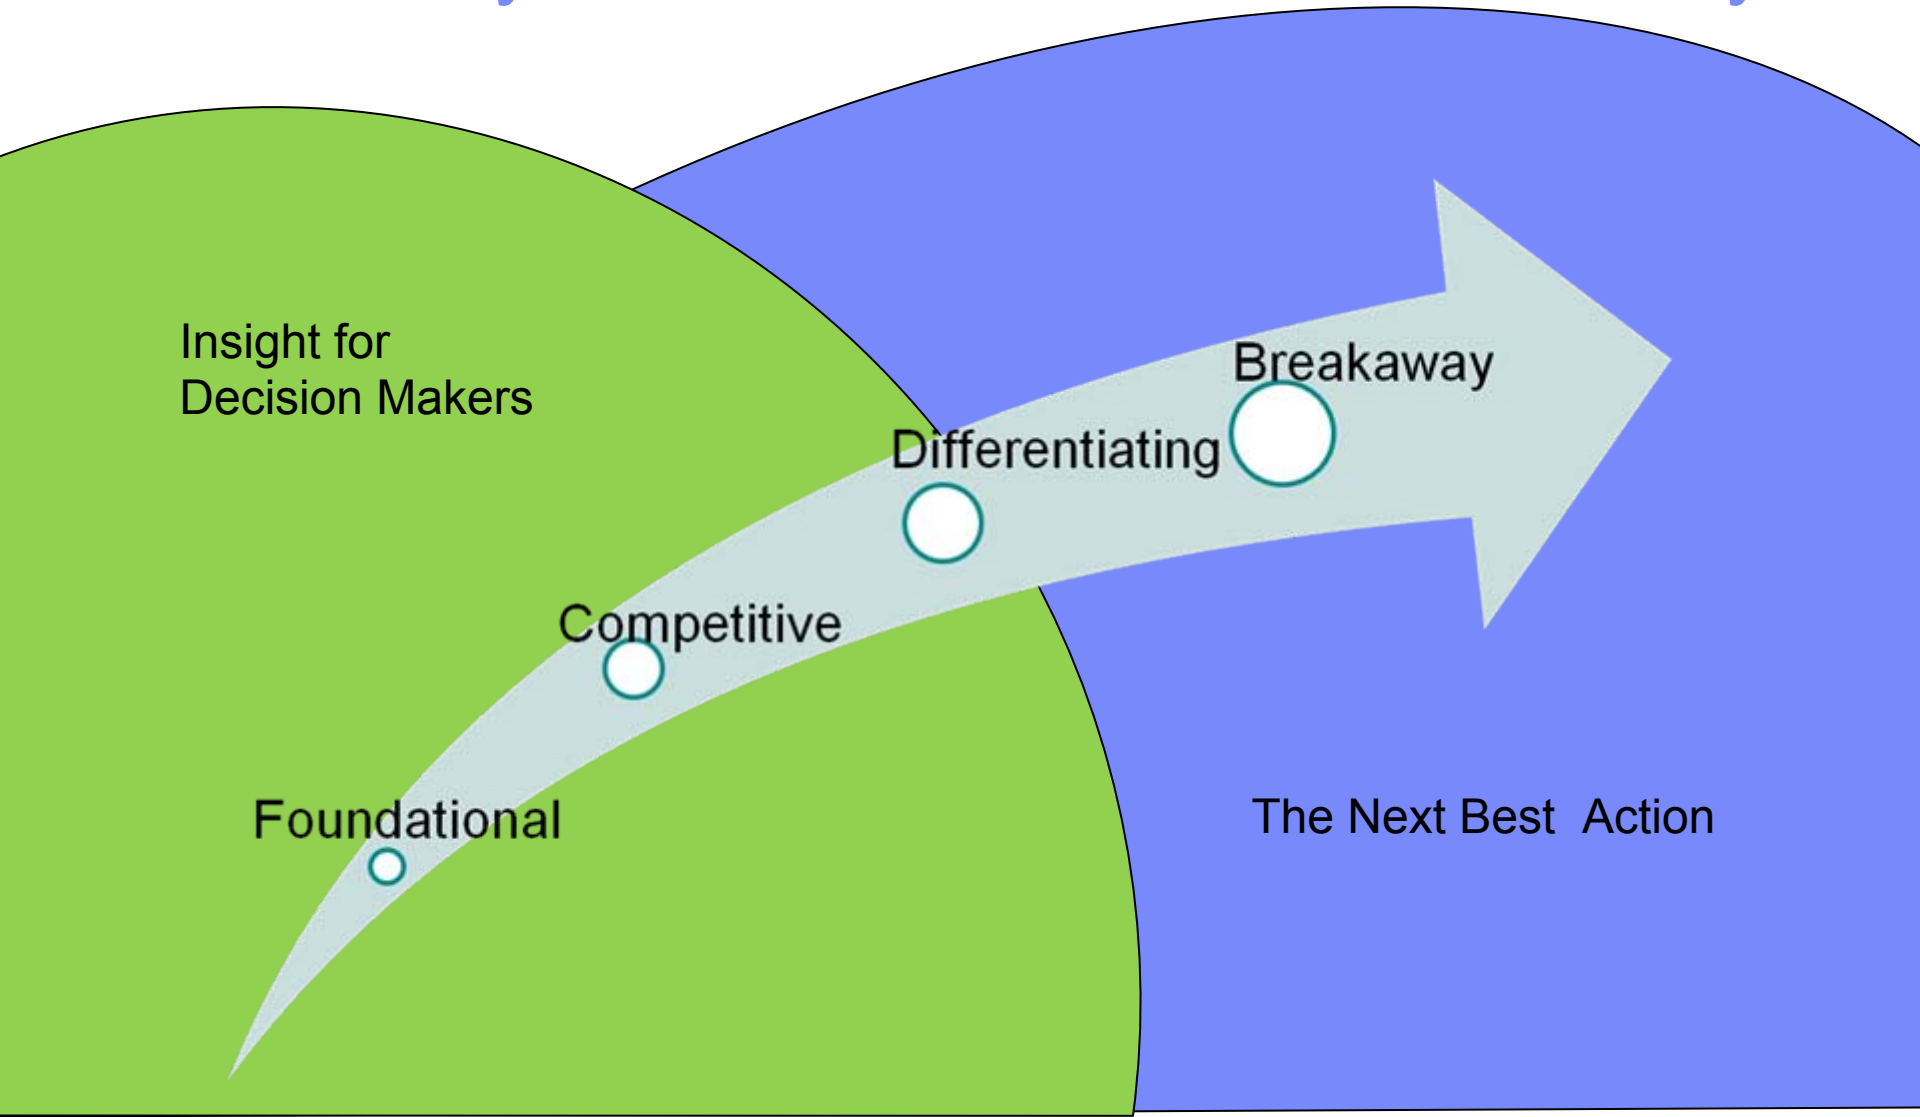 Insight for
Decision Makers
Breakaway
Differentiating
Competitive
Foundational
The Next Best  Action